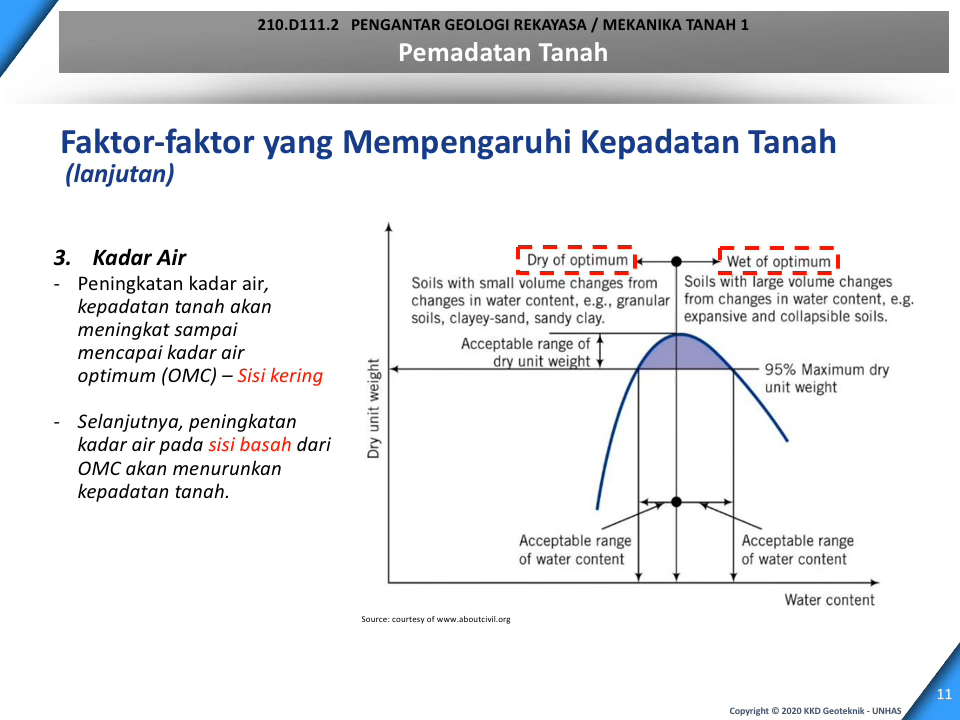 210.D111.2 PENGANTAR GEOLOGI REKAYASA / MEKANIKA TANAH 1
Pemadatan Tanah
Faktor-faktor yang Mempengaruhi Kepadatan Tanah
(lanjutan)
3. Kadar Air
- Peningkatan kadar air,
kepadatan tanah akan
meningkat sampai
mencapai kadar air
optimum (OMC) – Sisi kering
- Selanjutnya, peningkatan
kadar air pada sisi basah dari
OMC akan menurunkan
kepadatan tanah.
Dry of optimum
Soils with small volume changes from
changes in water content, e.g., granular
soils, clayey-sand, sandy clay.
Wet of optimum
Soils with large volume changes
from changes in water content, e.g.
expansive and collapsible soils.
Acceptable range of
dry unit weight
95% Maximum dry
unit weight
Dry unit weight
Acceptable range
of water content
Acceptable range
of water content
Water content
Source: courtesy of www.aboutcivil.org
11
Copyright © 2020 KKD Geoteknik - UNHAS